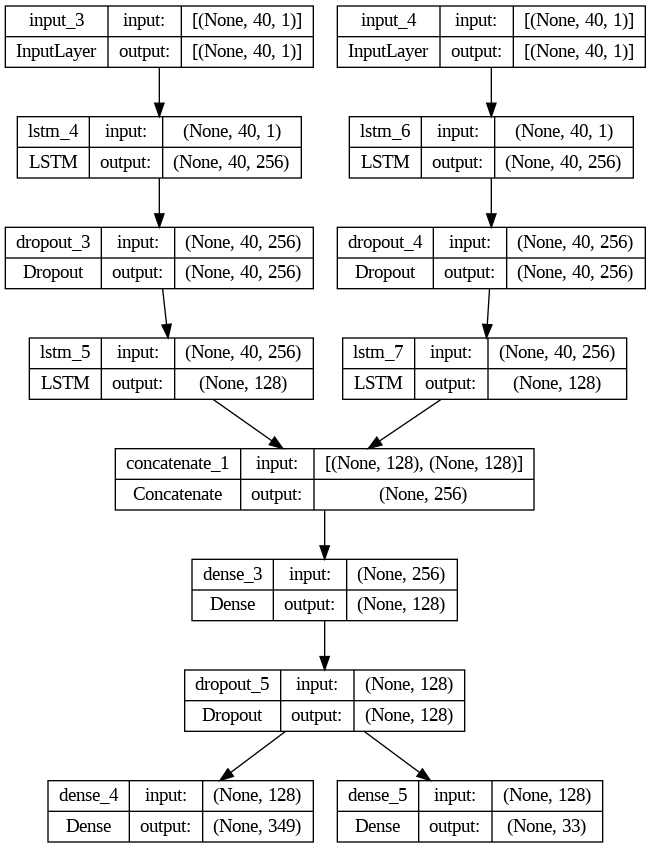 input_3 input: [(None, 40, 1)]
InputLayer output: [(None, 40, 1)]
input_4 input: [(None, 40, 1)]
InputLayer output: [(None, 40, 1)]
lstm_4 input: (None, 40, 1)
LSTM output: (None, 40, 256)
lstm_6 input: (None, 40, 1)
LSTM output: (None, 40, 256)
dropout_3 input: (None, 40, 256)
Dropout output: (None, 40, 256)
dropout_4 input: (None, 40, 256)
Dropout output: (None, 40, 256)
lstm_5 input: (None, 40, 256)
LSTM output: (None, 128)
lstm_7 input: (None, 40, 256)
LSTM output: (None, 128)
concatenate_1 input: [(None, 128), (None, 128)]
Concatenate output: (None, 256)
dense_3 input: (None, 256)
Dense output: (None, 128)
dropout_5 input: (None, 128)
Dropout output: (None, 128)
dense_4 input: (None, 128)
Dense output: (None, 349)
dense_5 input: (None, 128)
Dense output: (None, 33)